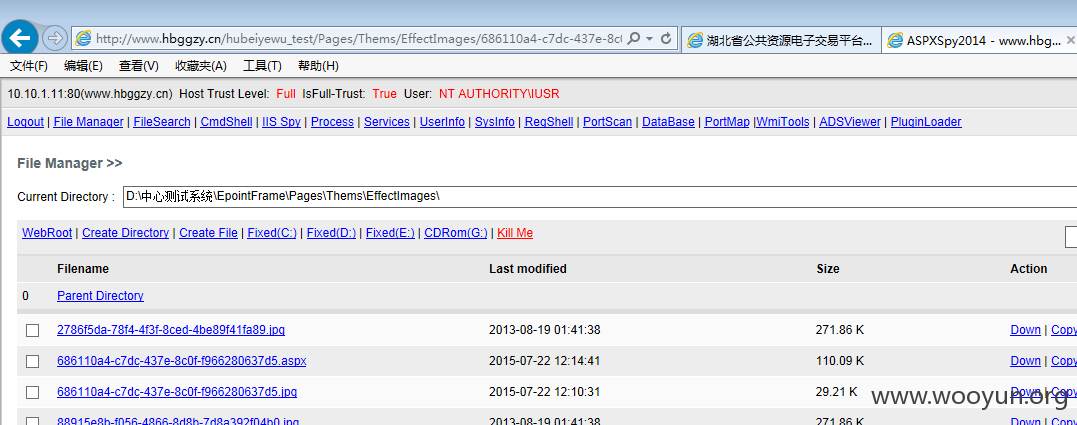 http://www.hbggzy.cn/hubeiyewu_test/Pages/Thems/EffectImages/686110a4-c7dc-437e-8c0
湖北省公共资源电子交易平台...
ASPXSpy2014 - www.hbg...
文件(F) 编辑(E) 查看(V) 收藏夹(A) 工具(T) 帮助(H)
10.10.1.11:80(www.hbggzy.cn) Host Trust Level: Full IsFull-Trust: True User: NT AUTHORITY\IUSR
Logout | File Manager | FileSearch | CmdShell | IIS Spy | Process | Services | UserInfo | SysInfo | RegShell | PortScan | DataBase | PortMap |WmiTools | ADSViewer | PluginLoader
File Manager >>
Current Directory : D:\中心测试系统\EpointFrame\Pages\Thems\EffectImages\
WebRoot | Create Directory | Create File | Fixed(C:) | Fixed(D:) | Fixed(E:) | CDRom(G:) | Kill Me
Filename Last modified Size Action
0 Parent Directory
2786f5da-78f4-4f3f-8ced-4be89f41fa89.jpg 2013-08-19 01:41:38 271.86 K Down | Copy
686110a4-c7dc-437e-8c0f-f966280637d5.aspx 2015-07-22 12:14:41 110.09 K Down | Copy
686110a4-c7dc-437e-8c0f-f966280637d5.jpg 2015-07-22 12:10:31 29.21 K Down | Copy
www.wooyun.org
88915e8b-f056-4866-8d8b-7d8a392f04b0.jpg 2013-08-19 01:41:38 271.86 K Down | Copy